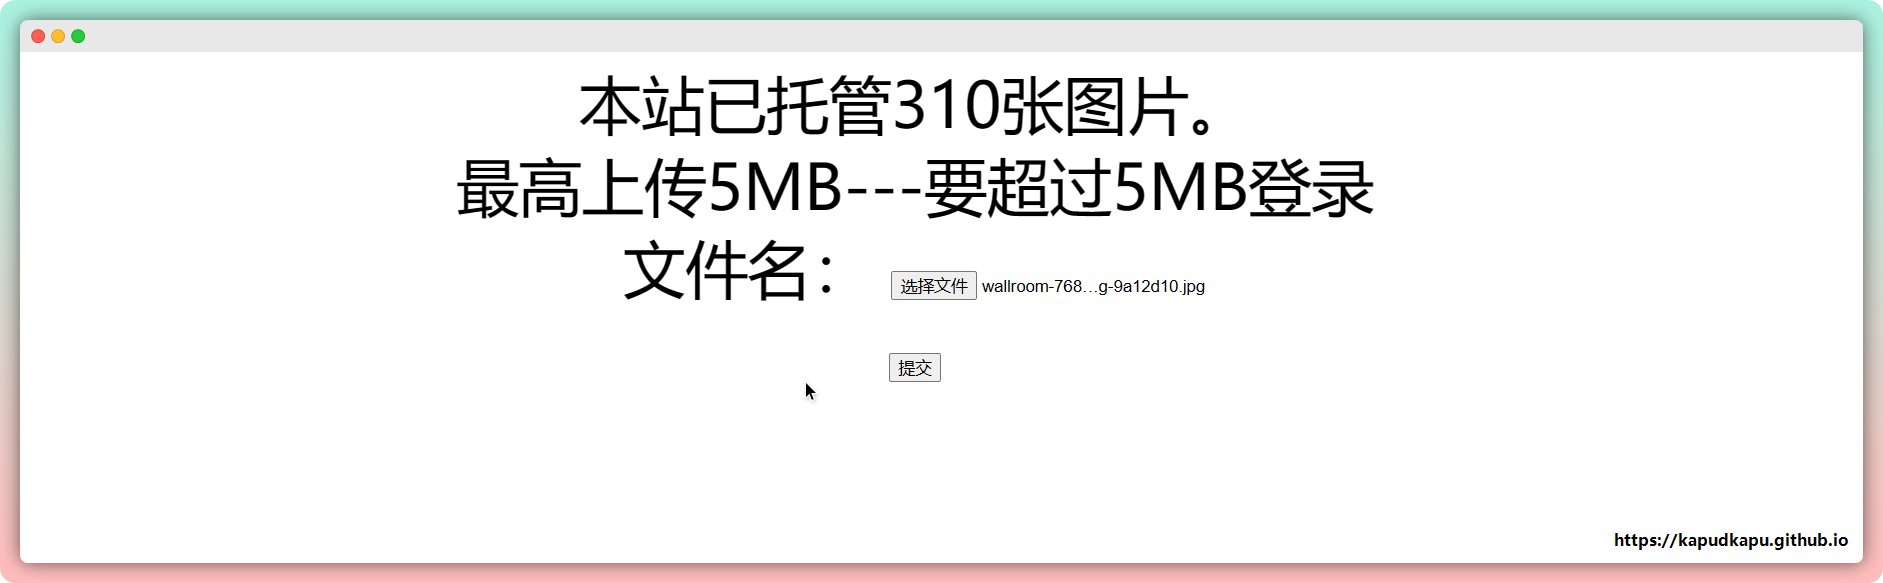 本站已托管310张图片。
最高上传5MB---要超过5MB登录
文件名： 选择文件 wallroom-768…g-9a12d10.jpg
提交
https://kapudkapu.github.io